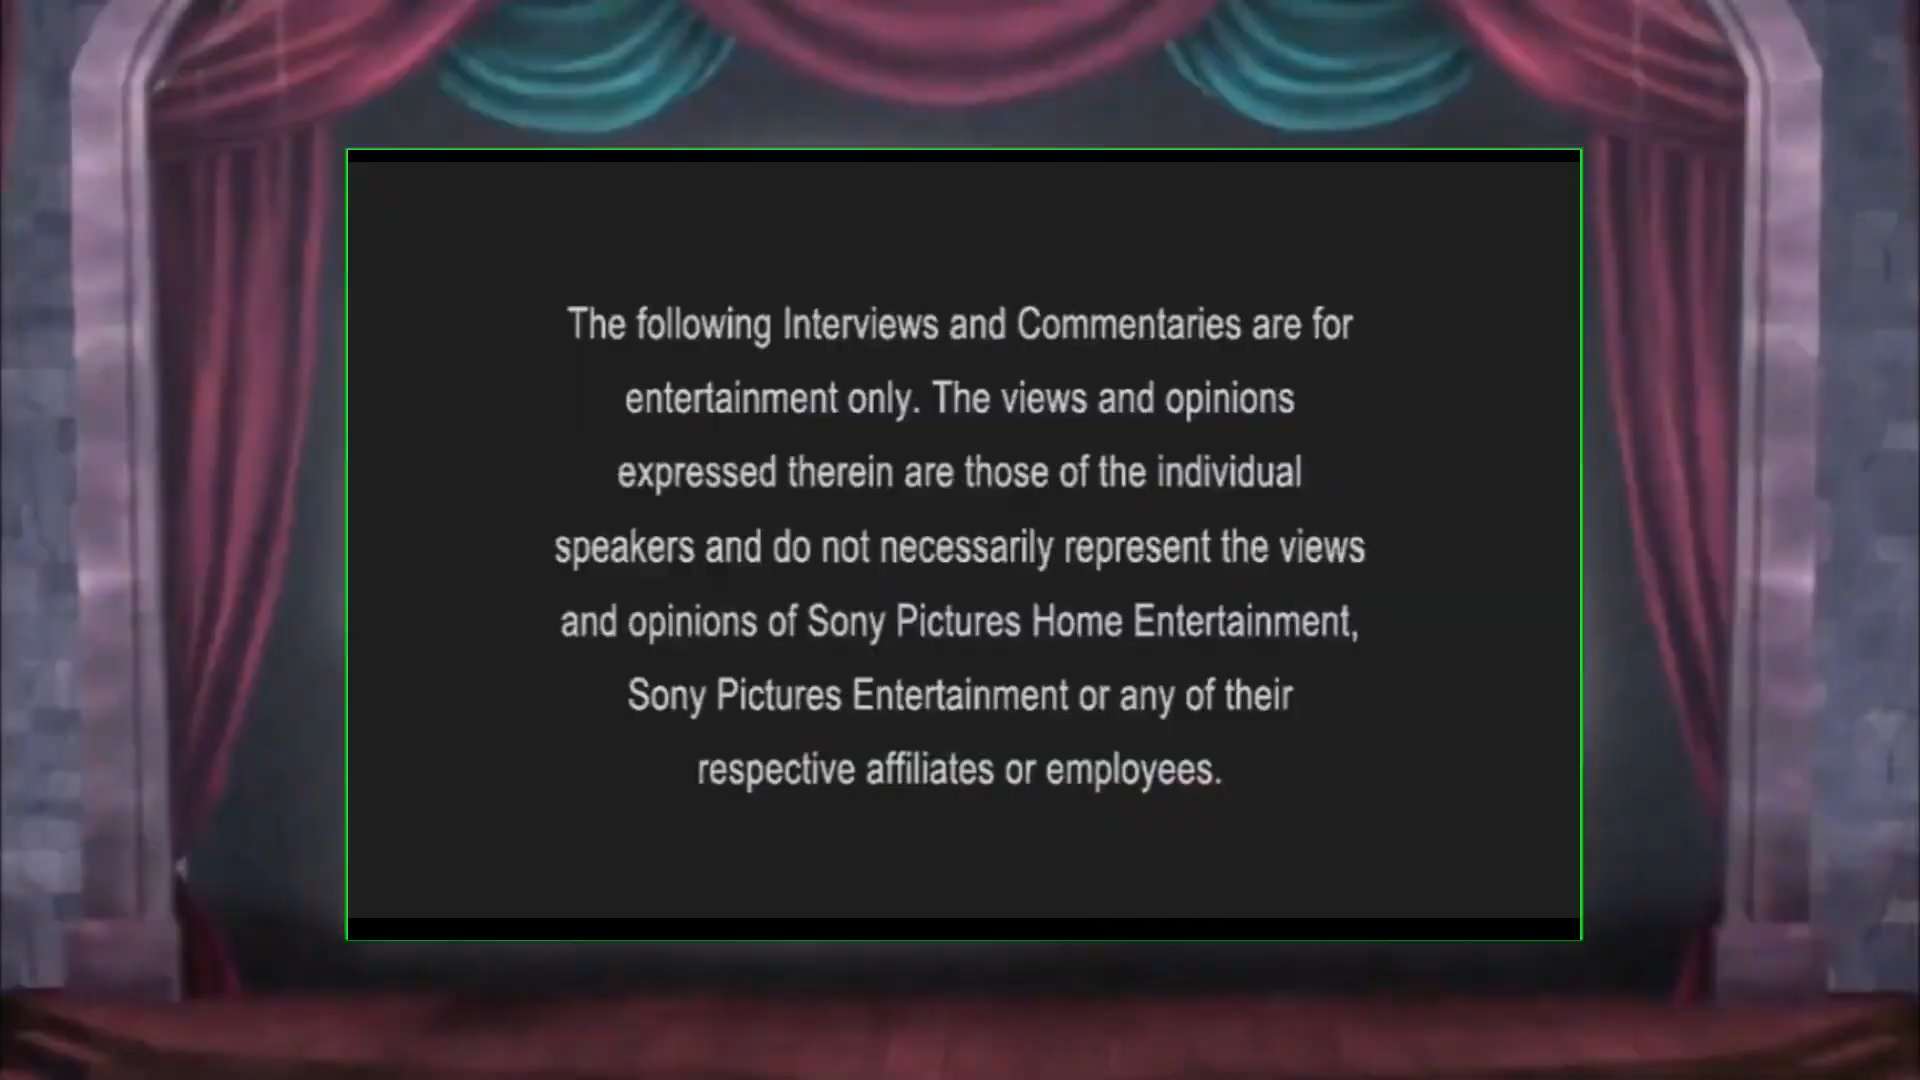 The following Interviews and Commentaries are for
entertainment only. The views and opinions
expressed therein are those of the individual
speakers and do not necessarily represent the views
and opinions of Sony Pictures Home Entertainment,
Sony Pictures Entertainment or any of their
respective affiliates or employees.